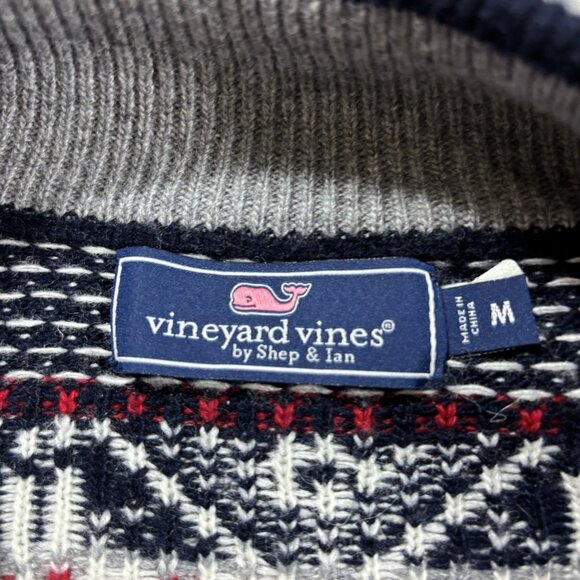 vineyard vines®
by Shep & Ian
MADE IN
CHINA
M